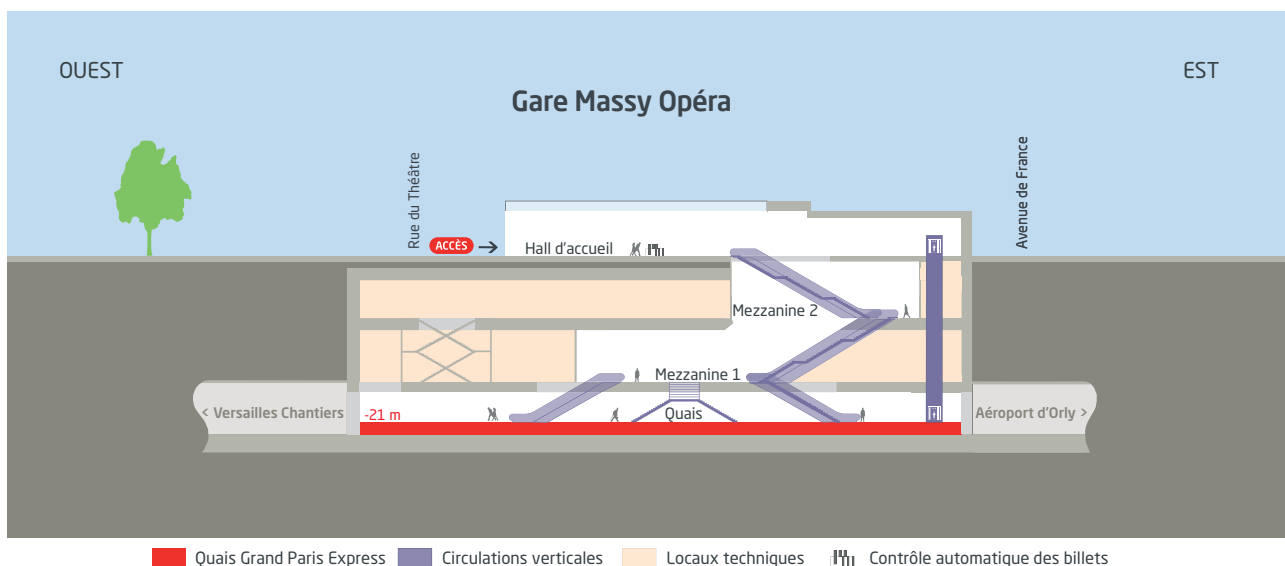 OUEST
EST
Gare Massy Opéra
Rue du Théâtre
Avenue de France
ACCÈS
Hall d'accueil
Mezzanine 2
Mezzanine 1
< Versailles Chantiers
-21 m
Quais
Aéroport d'Orly >
Quais Grand Paris Express
Circulations verticales
Locaux techniques
Contrôle automatique des billets